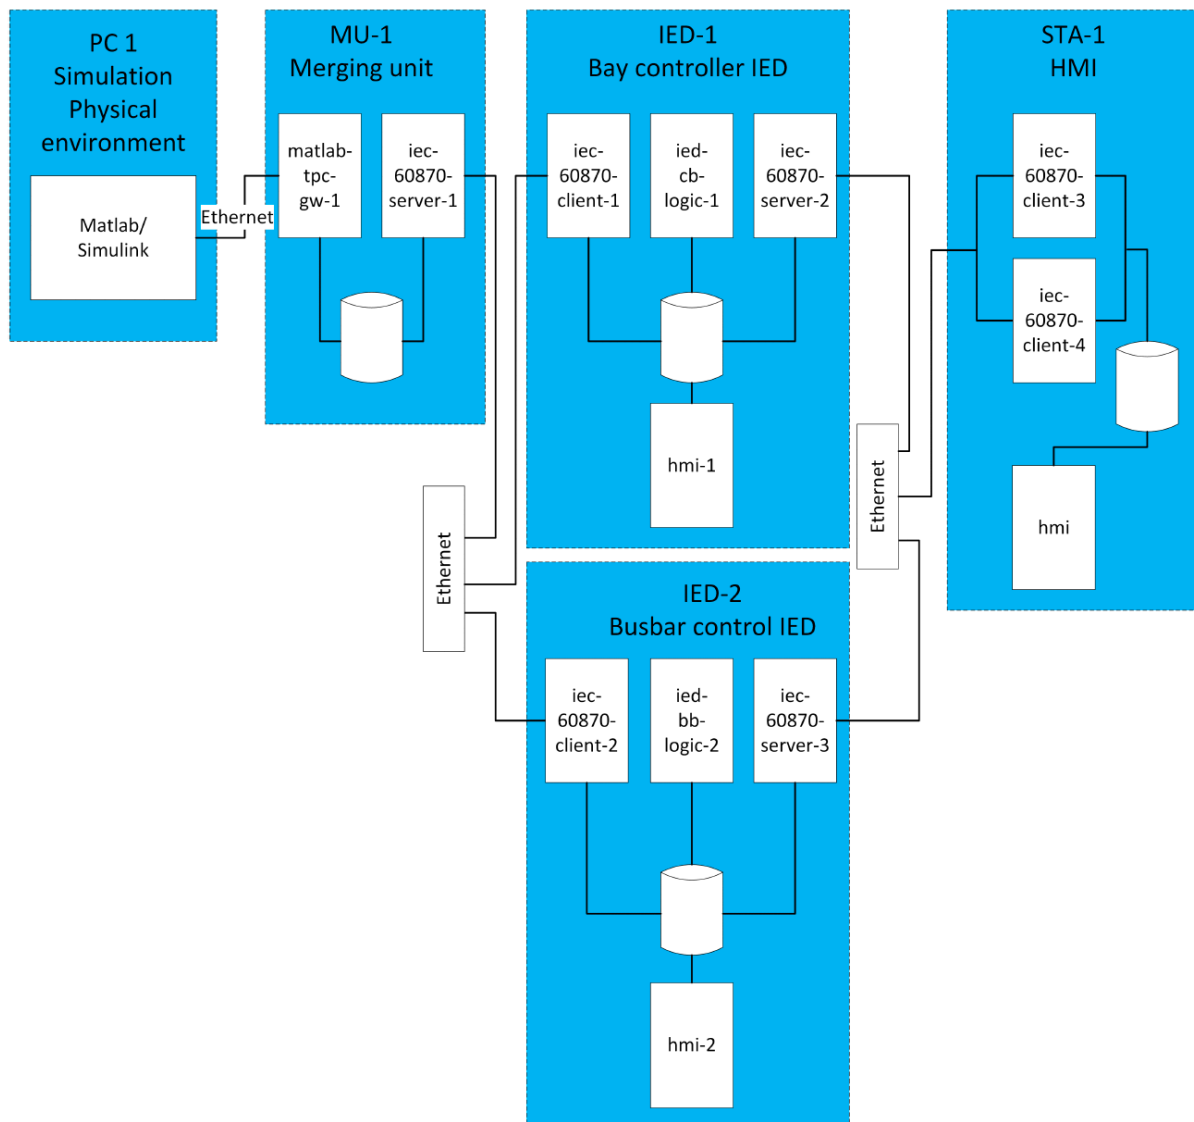 PC 1
Simulation
Physical
environment
Matlab/
Simulink
Ethernet
MU-1
Merging unit
matlab-
tpc-
gw-1
iec-
60870-
server-1
Ethernet
IED-1
Bay controller IED
iec-
60870-
client-1
ied-
cb-
logic-1
iec-
60870-
server-2
hmi-1
IED-2
Busbar control IED
iec-
60870-
client-2
ied-
bb-
logic-2
iec-
60870-
server-3
hmi-2
Ethernet
STA-1
HMI
iec-
60870-
client-3
iec-
60870-
client-4
hmi